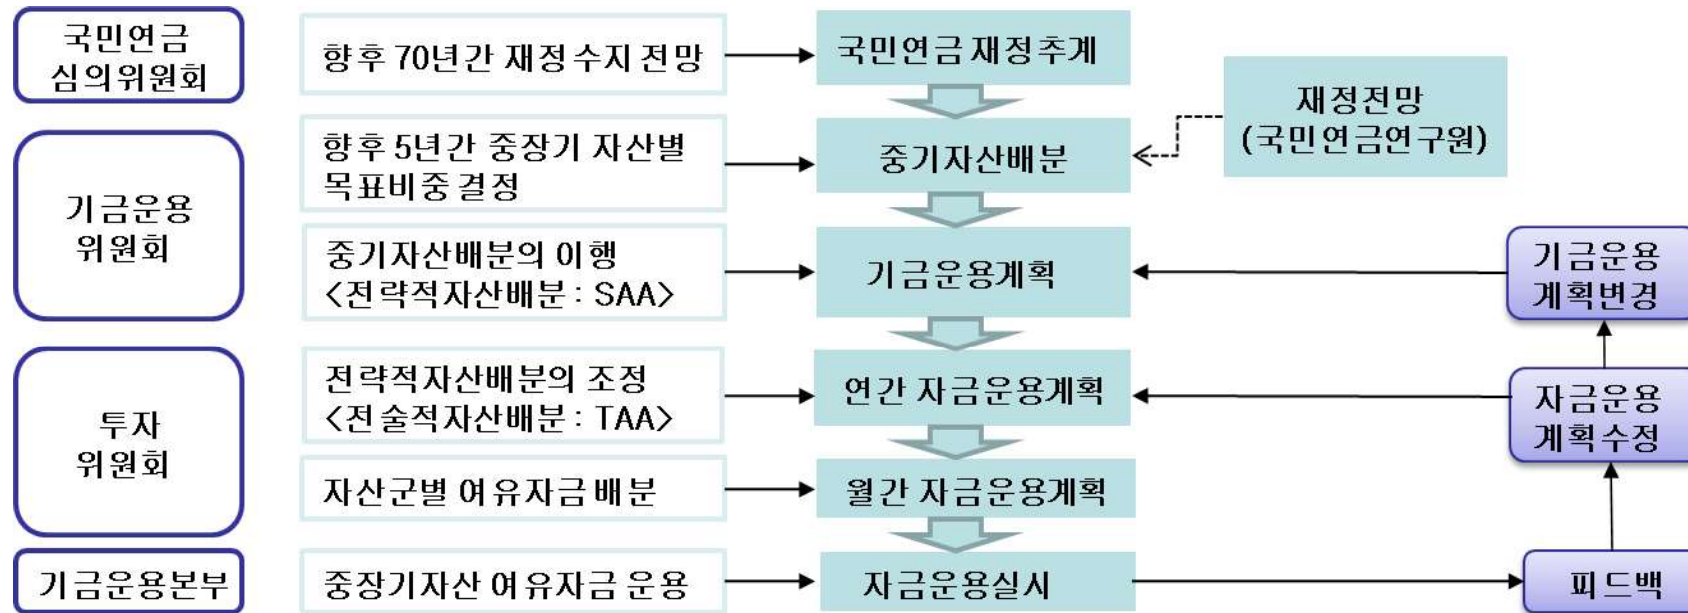 국민연금
심의위원회
향후 70년간 재정수지 전망
국민연금 재정추계
재정전망
(국민연금연구원)
기금운용
위원회
향후 5년간 중장기 자산별
목표비중 결정
중기자산배분
중기자산배분의 이행
<전략적자산배분 : SAA>
기금운용계획
기금운용
계획변경
투자
위원회
전략적자산배분의 조정
<전술적자산배분 : TAA>
연간 자금운용계획
자금운용
계획수정
자산군별 여유자금 배분
월간 자금운용계획
기금운용본부
중장기자산 여유자금 운용
자금운용실시
피드백